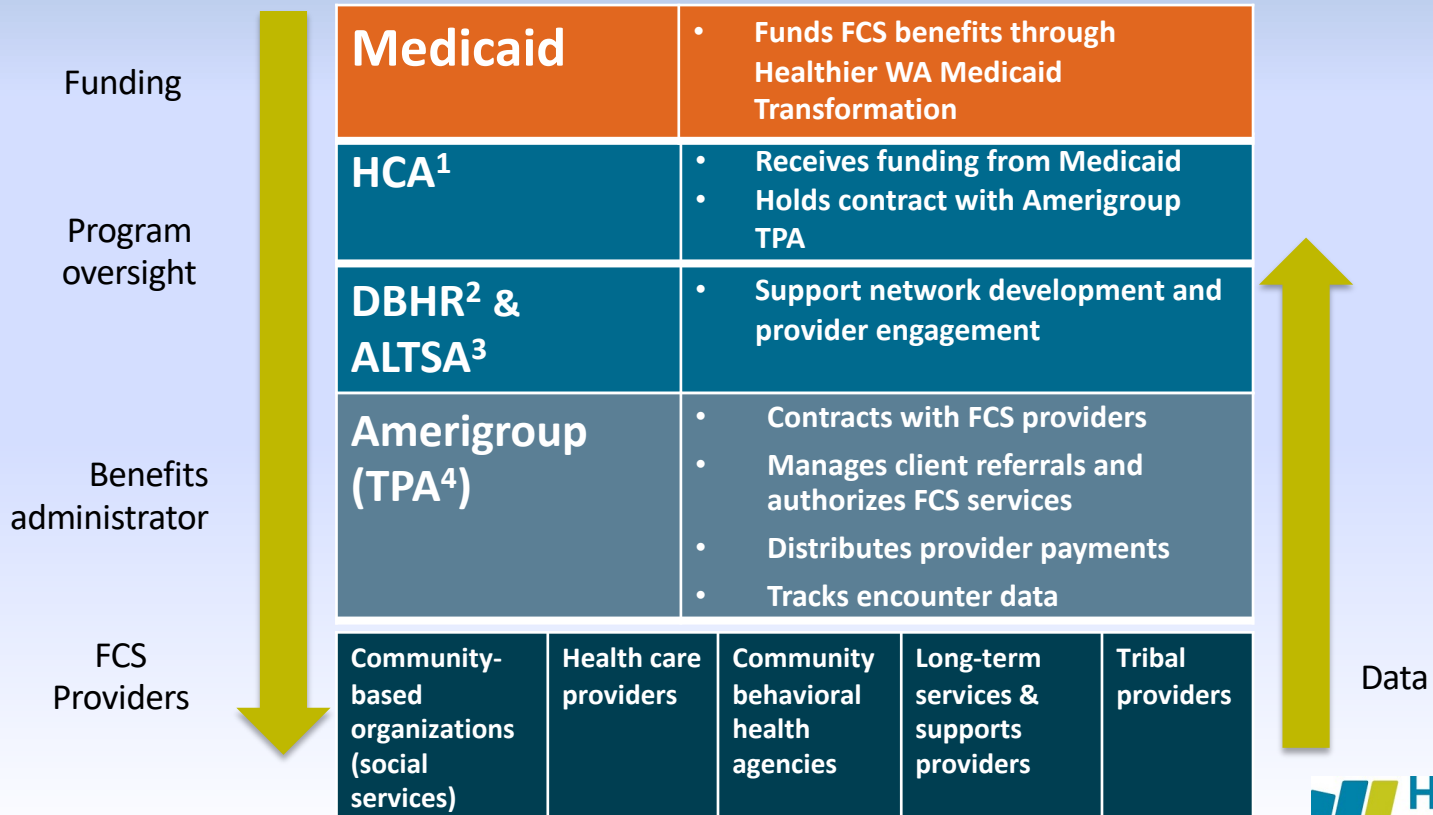 Funding
Medicaid
• Funds FCS benefits through
Healthier WA Medicaid
Transformation
Program
oversight
HCA¹
• Receives funding from Medicaid
• Holds contract with Amerigroup
TPA
DBHR² &
ALTSA³
• Support network development and
provider engagement
Benefits
administrator
Amerigroup
(TPA⁴)
• Contracts with FCS providers
• Manages client referrals and
authorizes FCS services
• Distributes provider payments
• Tracks encounter data
FCS
Providers
Community-
based
organizations
(social
services)
Health care
providers
Community
behavioral
health
agencies
Long-term
services &
supports
providers
Tribal
providers
Data
H